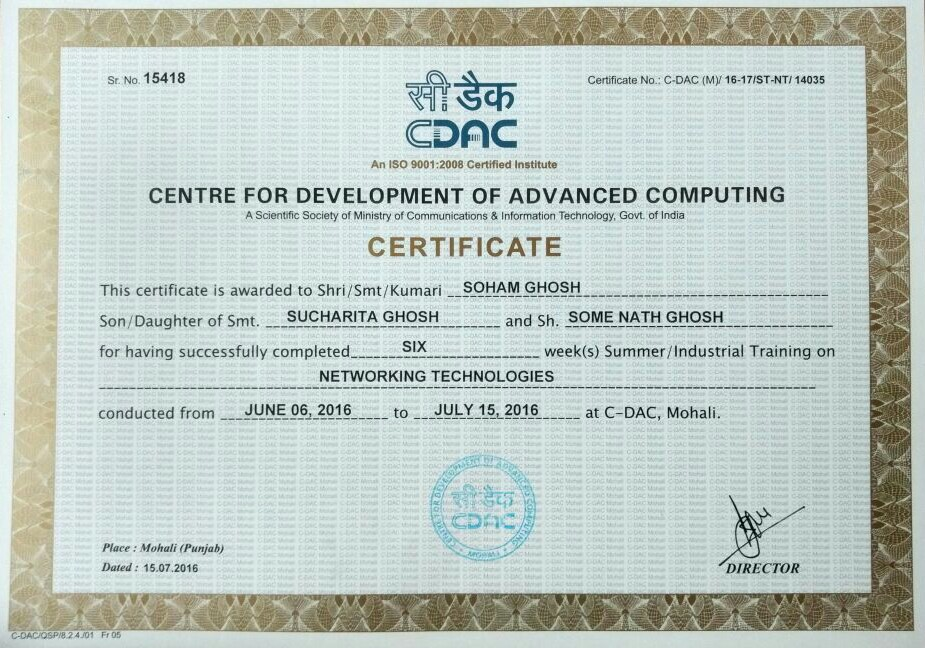 Sr. No. 15418
Certificate No.: C-DAC (M)/ 16-17/ST-NT/ 14035
सी डैक
CDAC
An ISO 9001:2008 Certified Institute
CENTRE FOR DEVELOPMENT OF ADVANCED COMPUTING
A Scientific Society of Ministry of Communications & Information Technology, Govt. of India
CERTIFICATE
This certificate is awarded to Shri/Smt/Kumari SOHAM GHOSH
Son/Daughter of Smt. SUCHARITA GHOSH and Sh. SOME NATH GHOSH
for having successfully completed SIX week(s) Summer/Industrial Training on
NETWORKING TECHNOLOGIES
conducted from JUNE 06, 2016 to JULY 15, 2016 at C-DAC, Mohali.
CENTRE FOR DEVELOPMENT OF ADVANCED COMPUTING
सी डैक
CDAC
MOHALI
Place : Mohali (Punjab)
Dated : 15.07.2016
DIRECTOR
C-DAC/QSP/8.2.4./01 Fr 05